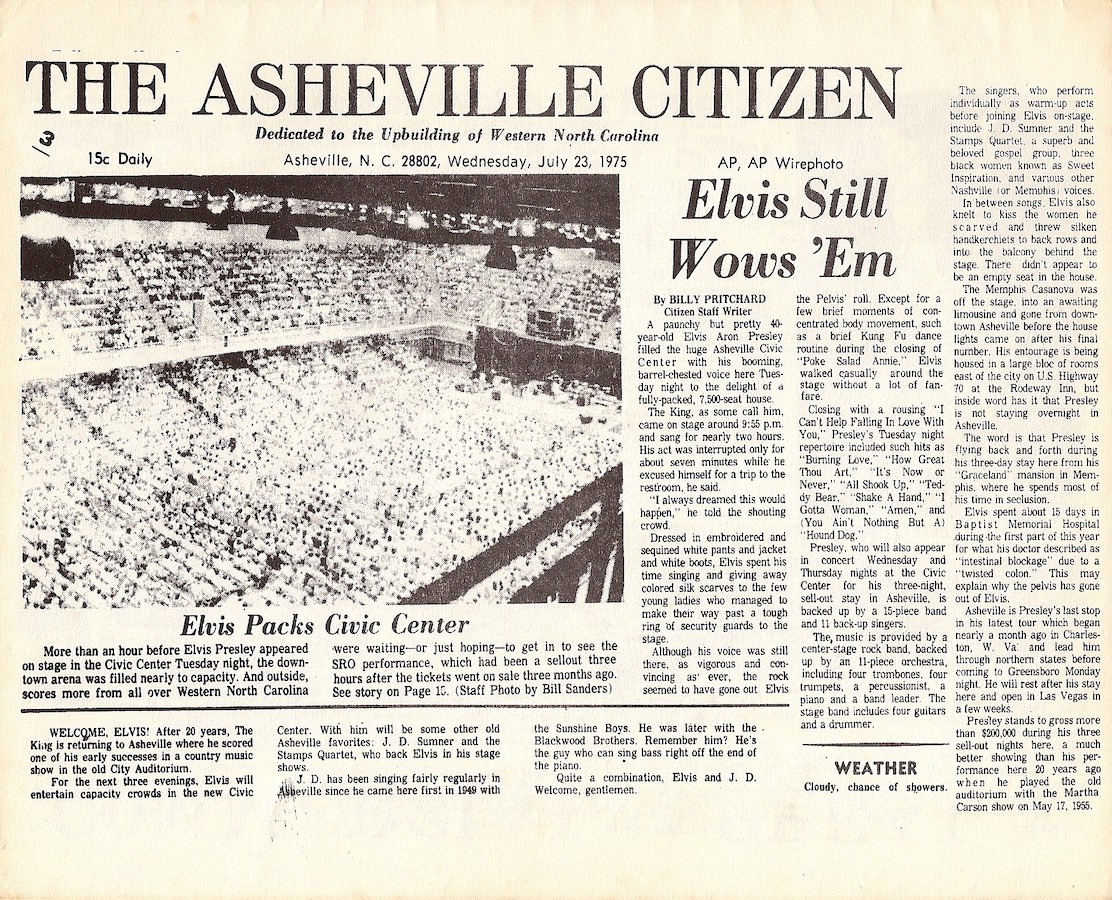 THE ASHEVILLE CITIZEN
Dedicated to the Upbuilding of Western North Carolina
13
15c Daily
Asheville, N. C. 28802, Wednesday, July 23, 1975
AP, AP Wirephoto
Elvis Still
Wows 'Em
By BILLY PRITCHARD
Citizen Staff Writer
A paunchy but pretty 40-
year-old Elvis Aron Presley
filled the huge Asheville Civic
Center with his booming,
barrel-chested voice here Tues-
day night to the delight of a
fully-packed, 7,500-seat house.
The King, as some call him,
came on stage around 9:55 p.m.
and sang for nearly two hours.
His act was interrupted only for
about seven minutes while he
excused himself for a trip to the
restroom, he said.
"I always dreamed this would
happen," he told the shouting
crowd.
Dressed in embroidered and
sequined white pants and jacket
and white boots, Elvis spent his
time singing and giving away
colored silk scarves to the few
young ladies who managed to
make their way past a tough
ring of security guards to the
stage.
Although his voice was still
there, as vigorous and con-
vincing as ever, the rock
seemed to have gone out Elvis
the Pelvis' roll. Except for a
few brief moments of con-
centrated body movement, such
as a brief Kung Fu dance
routine during the closing of
"Poke Salad Annie," Elvis
walked casually around the
stage without a lot of fan-
fare.
Closing with a rousing "I
Can't Help Falling In Love With
You," Presley's Tuesday night
repertoire included such hits as
"Burning Love," "How Great
Thou Art," "It's Now or
Never," "All Shook Up," "Ted-
dy Bear," "Shake A Hand," "I
Gotta Woman," "Amen," and
(You Ain't Nothing But A)
"Hound Dog."
Presley, who will also appear
in concert Wednesday and
Thursday nights at the Civic
Center for his three-night,
sell-out stay in Asheville, is
backed up by a 15-piece band
and 11 back-up singers.
The music is provided by a
center-stage rock band, backed
up by an 11-piece orchestra,
including four trombones, four
trumpets, a percussionist, a
piano and a band leader. The
stage band includes four guitars
and a drummer.
The singers, who perform
individually as warm-up acts
before joining Elvis on-stage,
include J. D. Sumner and the
Stamps Quartet, a superb and
beloved gospel group, three
black women known as Sweet
Inspiration, and various other
Nashville (or Memphis) voices.
In between songs, Elvis also
knelt to kiss the women he
scarved and threw silken
handkerchiefs to back rows and
into the balcony behind the
stage. There didn't appear to
be an empty seat in the house.
The Memphis Casanova was
off the stage, into an awaiting
limousine and gone from down-
town Asheville before the house
lights came on after his final
number. His entourage is being
housed in a large bloc of rooms
east of the city on U.S. Highway
70 at the Rodeway Inn, but
inside word has it that Presley
is not staying overnight in
Asheville.
The word is that Presley is
flying back and forth during
his three-day stay here from his
"Graceland" mansion in Mem-
phis, where he spends most of
his time in seclusion.
Elvis spent about 15 days in
Baptist Memorial Hospital
during the first part of this year
for what his doctor described as
"intestinal blockage" due to a
"twisted colon." This may
explain why the pelvis has gone
out of Elvis.
Asheville is Presley's last stop
in his latest tour which began
nearly a month ago in Charles-
ton, W. Va. and lead him
through northern states before
coming to Greensboro Monday
night. He will rest after his stay
here and open in Las Vegas in
a few weeks.
Presley stands to gross more
than $200,000 during his three
sell-out nights here, a much
better showing than his per-
formance here 20 years ago
when he played the old
auditorium with the Martha
Carson show on May 17, 1955.
Elvis Packs Civic Center
More than an hour before Elvis Presley appeared
on stage in the Civic Center Tuesday night, the down-
town arena was filled nearly to capacity. And outside,
scores more from all over Western North Carolina
were waiting—or just hoping—to get in to see the
SRO performance, which had been a sellout three
hours after the tickets went on sale three months ago.
See story on Page 15. (Staff Photo by Bill Sanders)
WELCOME, ELVIS! After 20 years, The
King is returning to Asheville where he scored
one of his early successes in a country music
show in the old City Auditorium.
For the next three evenings, Elvis will
entertain capacity crowds in the new Civic
Center. With him will be some other old
Asheville favorites: J. D. Sumner and the
Stamps Quartet, who back Elvis in his stage
shows.
J. D. has been singing fairly regularly in
Asheville since he came here first in 1949 with
the Sunshine Boys. He was later with the
Blackwood Brothers. Remember him? He's
the guy who can sing bass right off the end of
the piano.
Quite a combination, Elvis and J. D.
Welcome, gentlemen.
WEATHER
Cloudy, chance of showers.